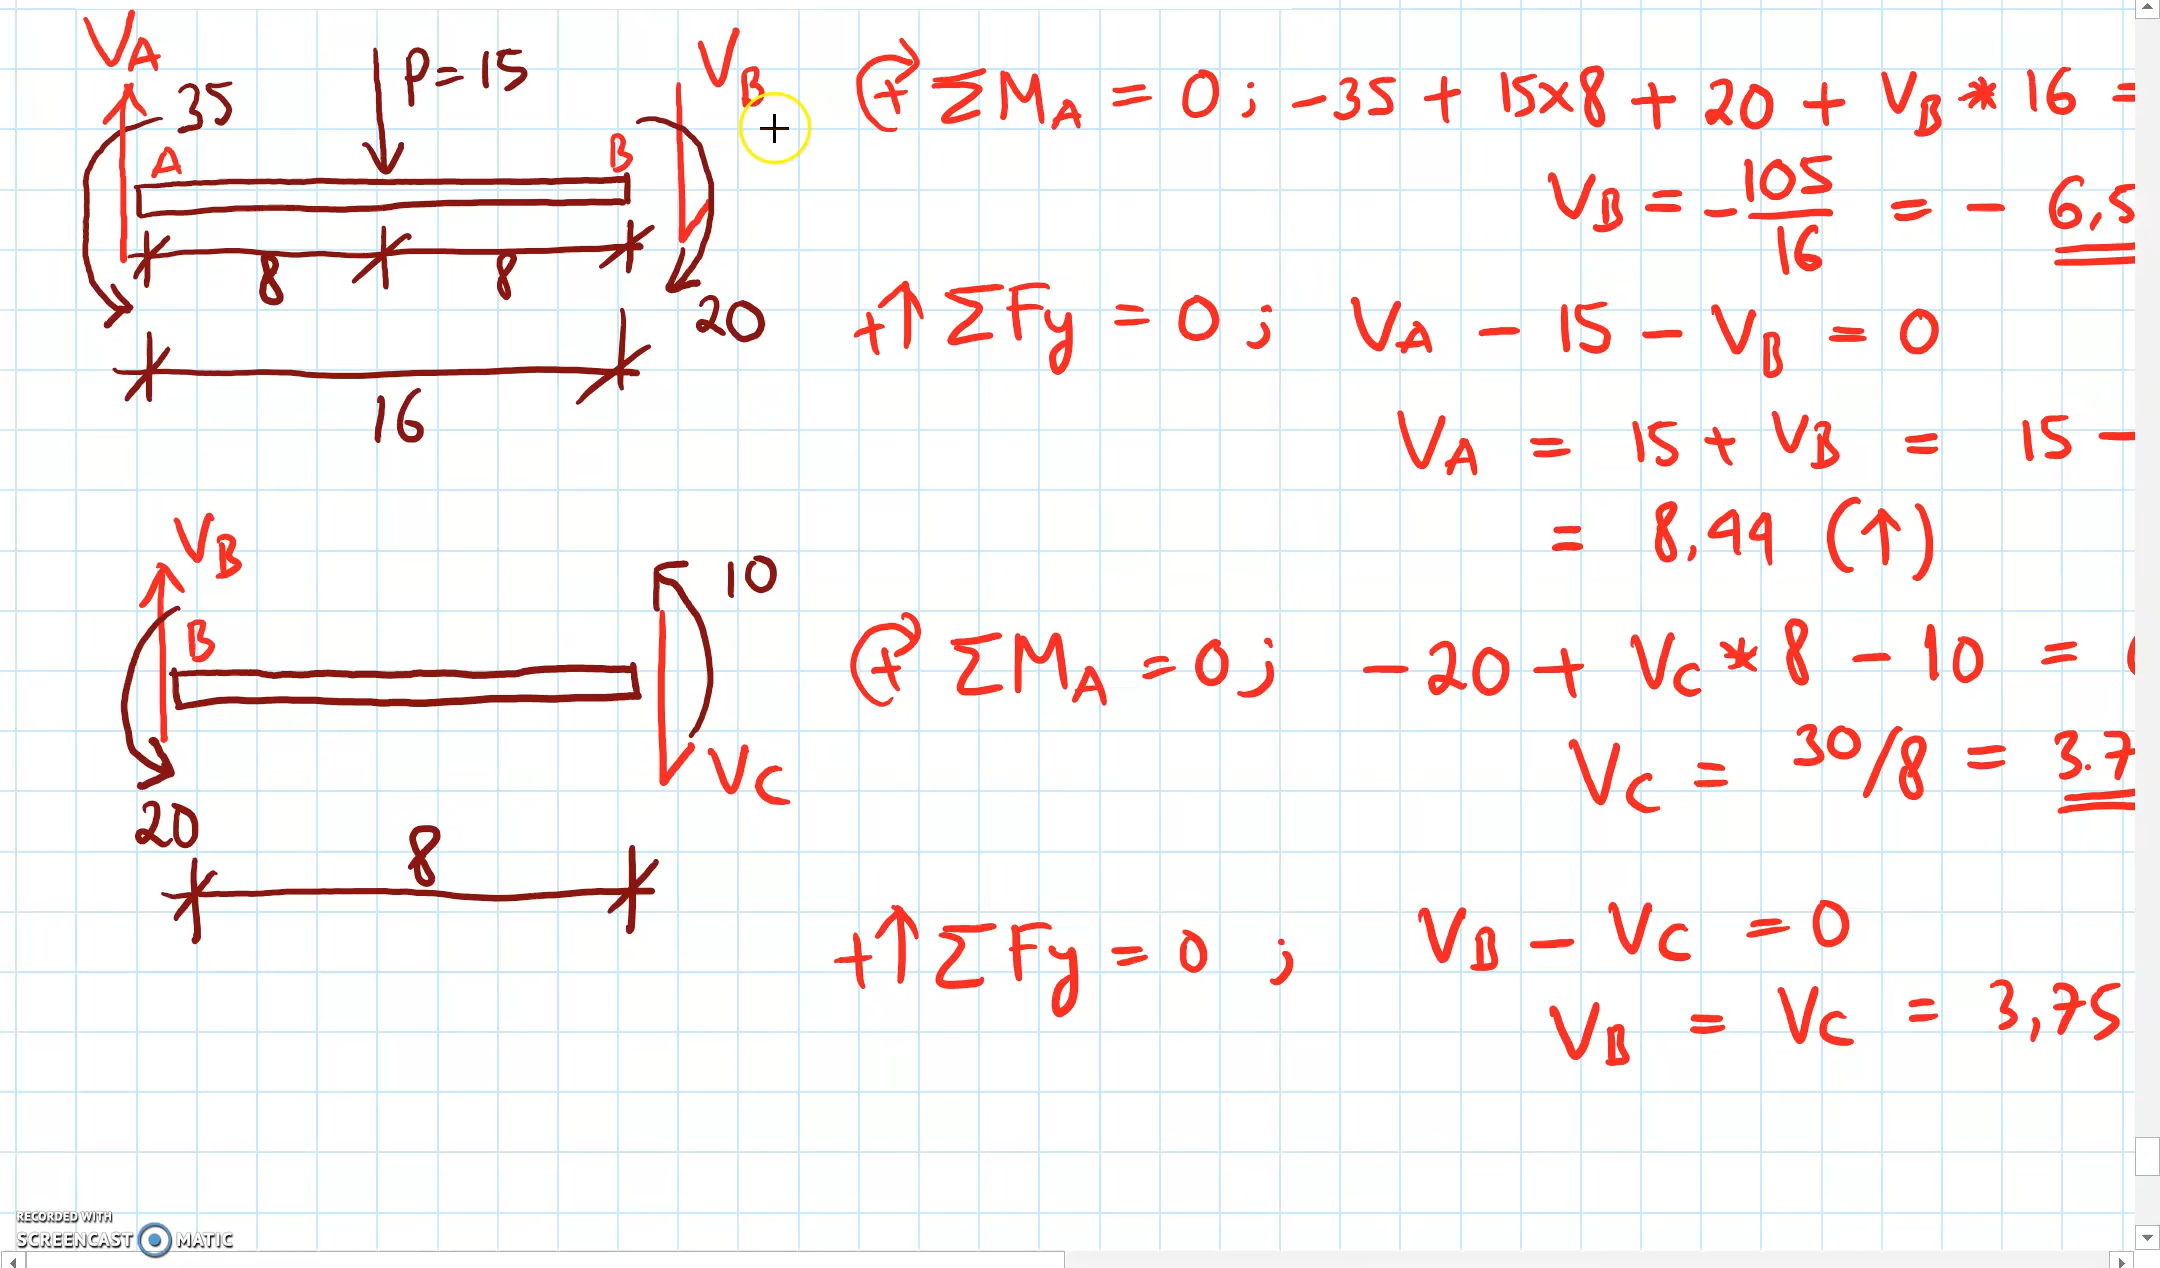 VA
P=15
VB
35
A
B
8
8
20
16
+ ΣMA = 0; -35 + 15x8 + 20 + VB * 16 =
VB = - 105/16 = - 6,5
+↑ ΣFy = 0; VA - 15 - VB = 0
VA = 15 + VB = 15 -
= 8,44 (↑)
VB
B
10
VC
20
8
+ ΣMA = 0; -20 + VC * 8 - 10 =
VC = 30/8 = 3.7
+↑ ΣFy = 0; VB - VC = 0
VB = VC = 3,75
RECORDED WITH
SCREENCAST MATIC